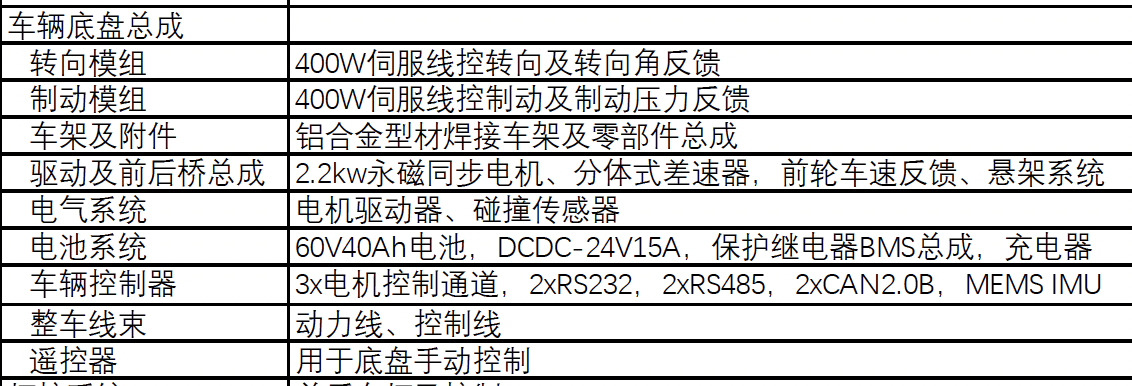 车辆底盘总成
转向模组 400W伺服线控转向及转向角反馈
制动模组 400W伺服线控制动及制动压力反馈
车架及附件 铝合金型材焊接车架及零部件总成
驱动及前后桥总成 2.2kw永磁同步电机、分体式差速器，前轮车速反馈、悬架系统
电气系统 电机驱动器、碰撞传感器
电池系统 60V40Ah电池，DCDC-24V15A，保护继电器BMS总成，充电器
车辆控制器 3x电机控制通道，2xRS232，2xRS485，2xCAN2.0B，MEMS IMU
整车线束 动力线、控制线
遥控器 用于底盘手动控制